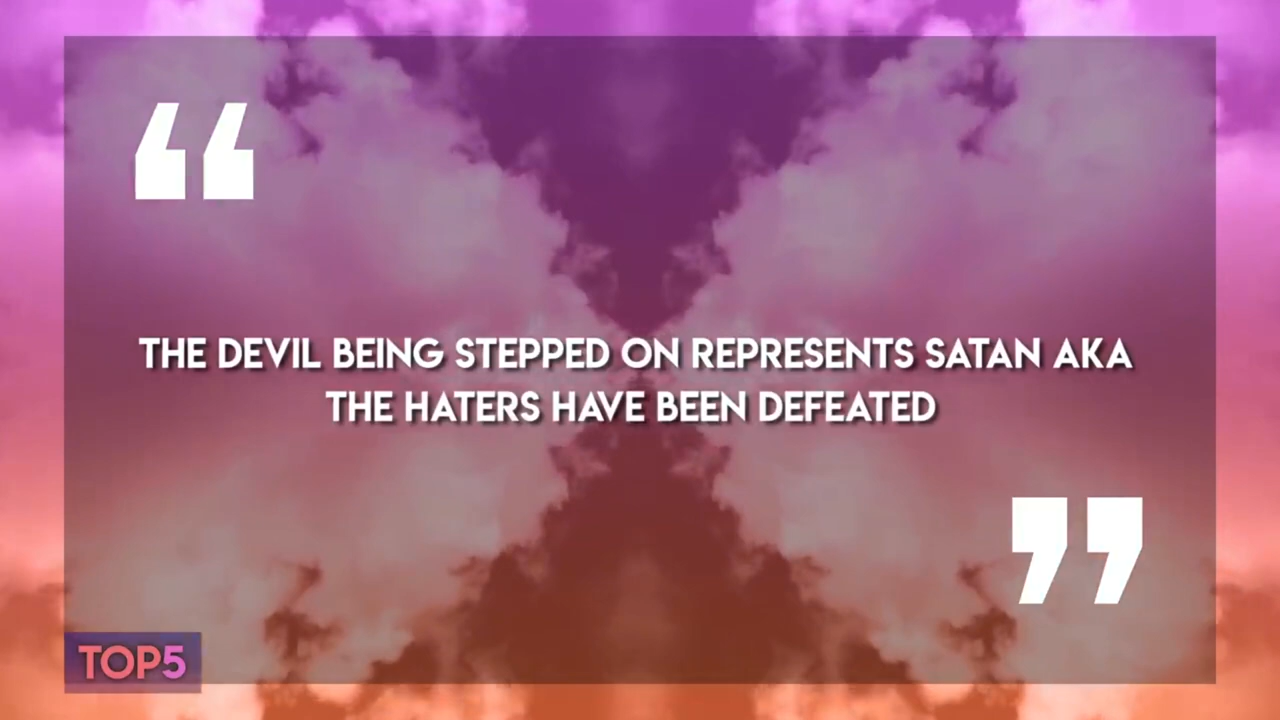 “
THE DEVIL BEING STEPPED ON REPRESENTS SATAN AKA
THE HATERS HAVE BEEN DEFEATED
”
TOP5